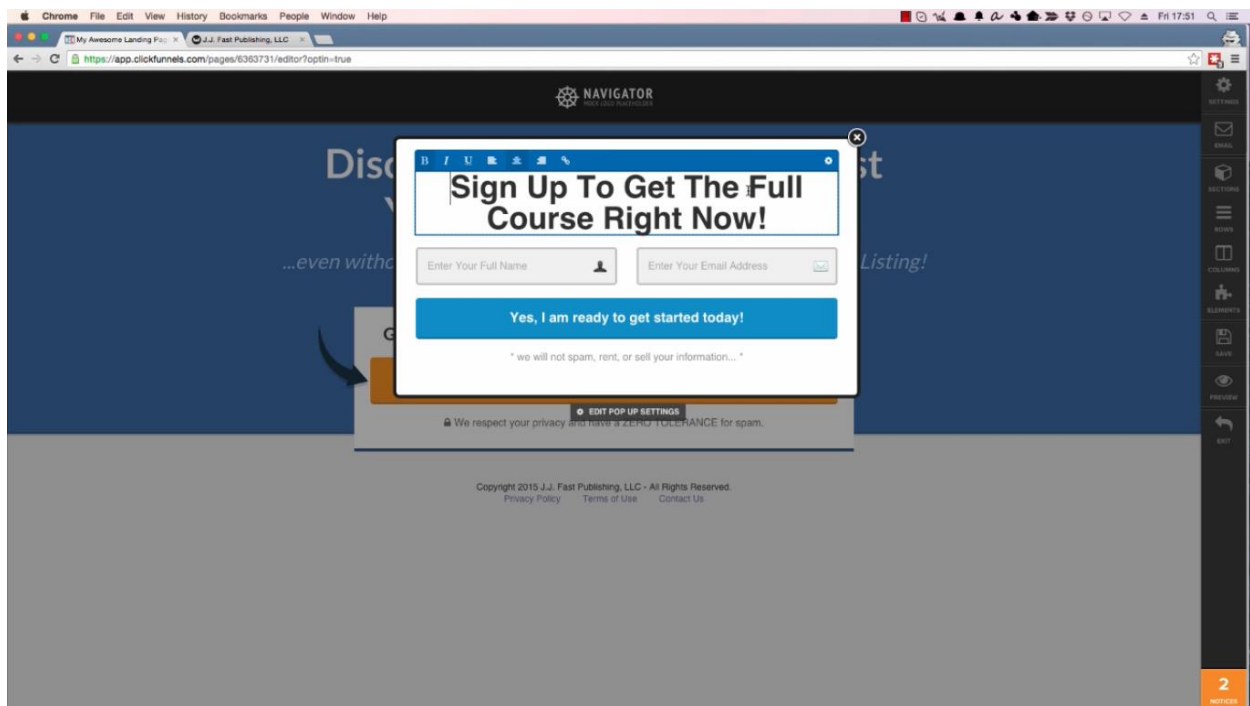 Chrome File Edit View History Bookmarks People Window Help
Fri 17:51
My Awesome Landing Pag
J.J. Fast Publishing, LLC
https://app.clickfunnels.com/pages/6363731/editor?optin=true
NAVIGATOR
MOCK LOGO PLACEHOLDER
SETTINGS
EMAIL
SECTIONS
ROWS
COLUMNS
ELEMENTS
SAVE
PREVIEW
EXIT
2
NOTICES
Disc
st
...even witho
Listing!
G
B I U
Sign Up To Get The Full
Course Right Now!
Enter Your Full Name
Enter Your Email Address
Yes, I am ready to get started today!
* we will not spam, rent, or sell your information... *
EDIT POP UP SETTINGS
We respect your privacy and have a ZERO TOLERANCE for spam.
Copyright 2015 J.J. Fast Publishing, LLC - All Rights Reserved.
Privacy Policy Terms of Use Contact Us